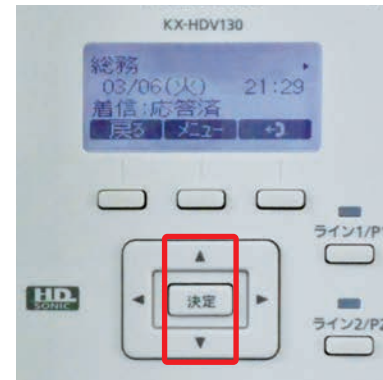 KX-HDV130
総務
03/06(火) 21:29
着信:応答済
戻る メニュー
ライン1/P1
決定
HD
SONIC
ライン2/P2